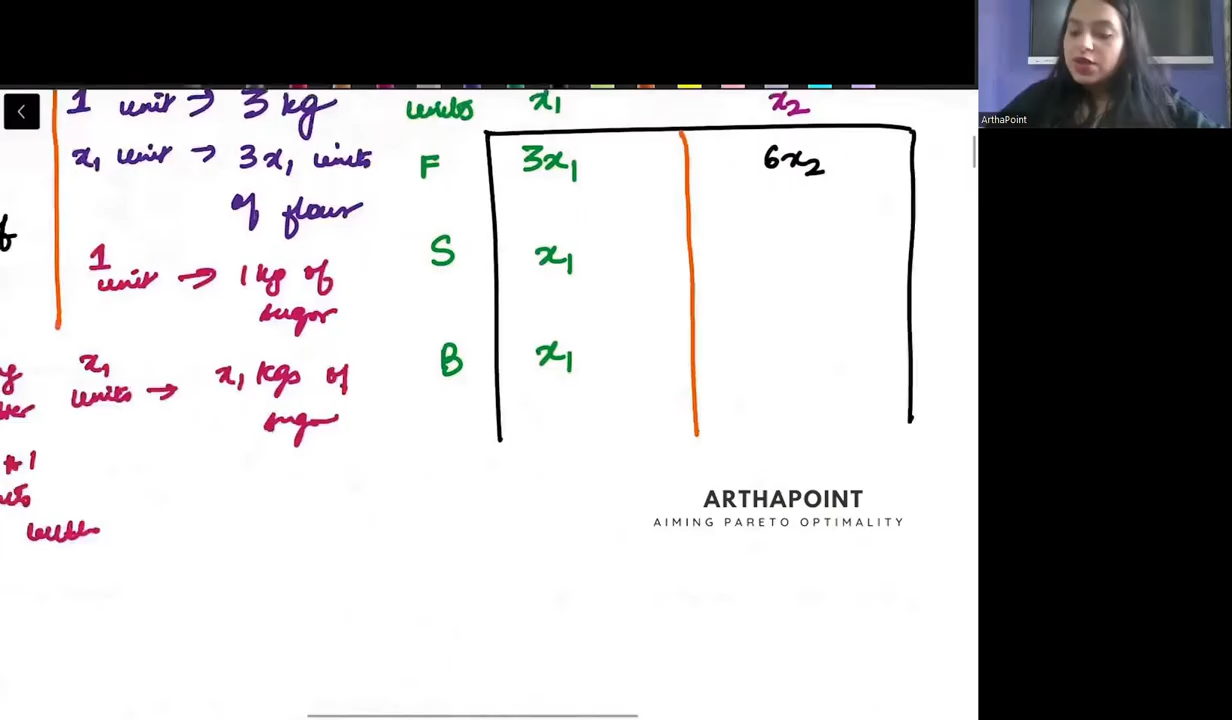 1 unit → 3 kg
x₁ unit → 3x₁ units
of flour
1 unit → 1 kg of
sugar
x₁ units → x₁ kgs of
sugar
units x₁ x₂
F 3x₁ 6x₂
S x₁
B x₁
ARTHAPOINT
AIMING PARETO OPTIMALITY
ArthaPoint